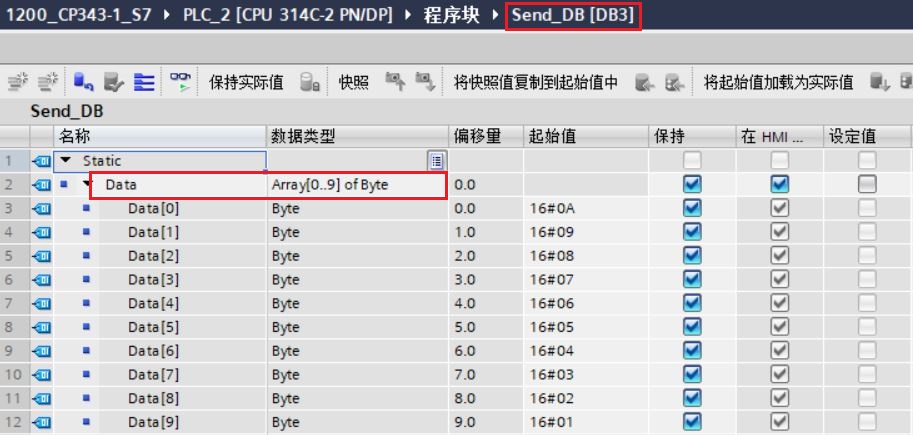 1200_CP343-1_S7 PLC_2 [CPU 314C-2 PN/DP] 程序块 Send_DB [DB3]
保持实际值 快照 将快照值复制到起始值中 将起始值加载为实际值
Send_DB
名称 数据类型 偏移量 起始值 保持 在 HMI ... 设定值
1 Static
2 Data Array[0..9] of Byte 0.0
3 Data[0] Byte 0.0 16#0A
4 Data[1] Byte 1.0 16#09
5 Data[2] Byte 2.0 16#08
6 Data[3] Byte 3.0 16#07
7 Data[4] Byte 4.0 16#06
8 Data[5] Byte 5.0 16#05
9 Data[6] Byte 6.0 16#04
10 Data[7] Byte 7.0 16#03
11 Data[8] Byte 8.0 16#02
12 Data[9] Byte 9.0 16#01